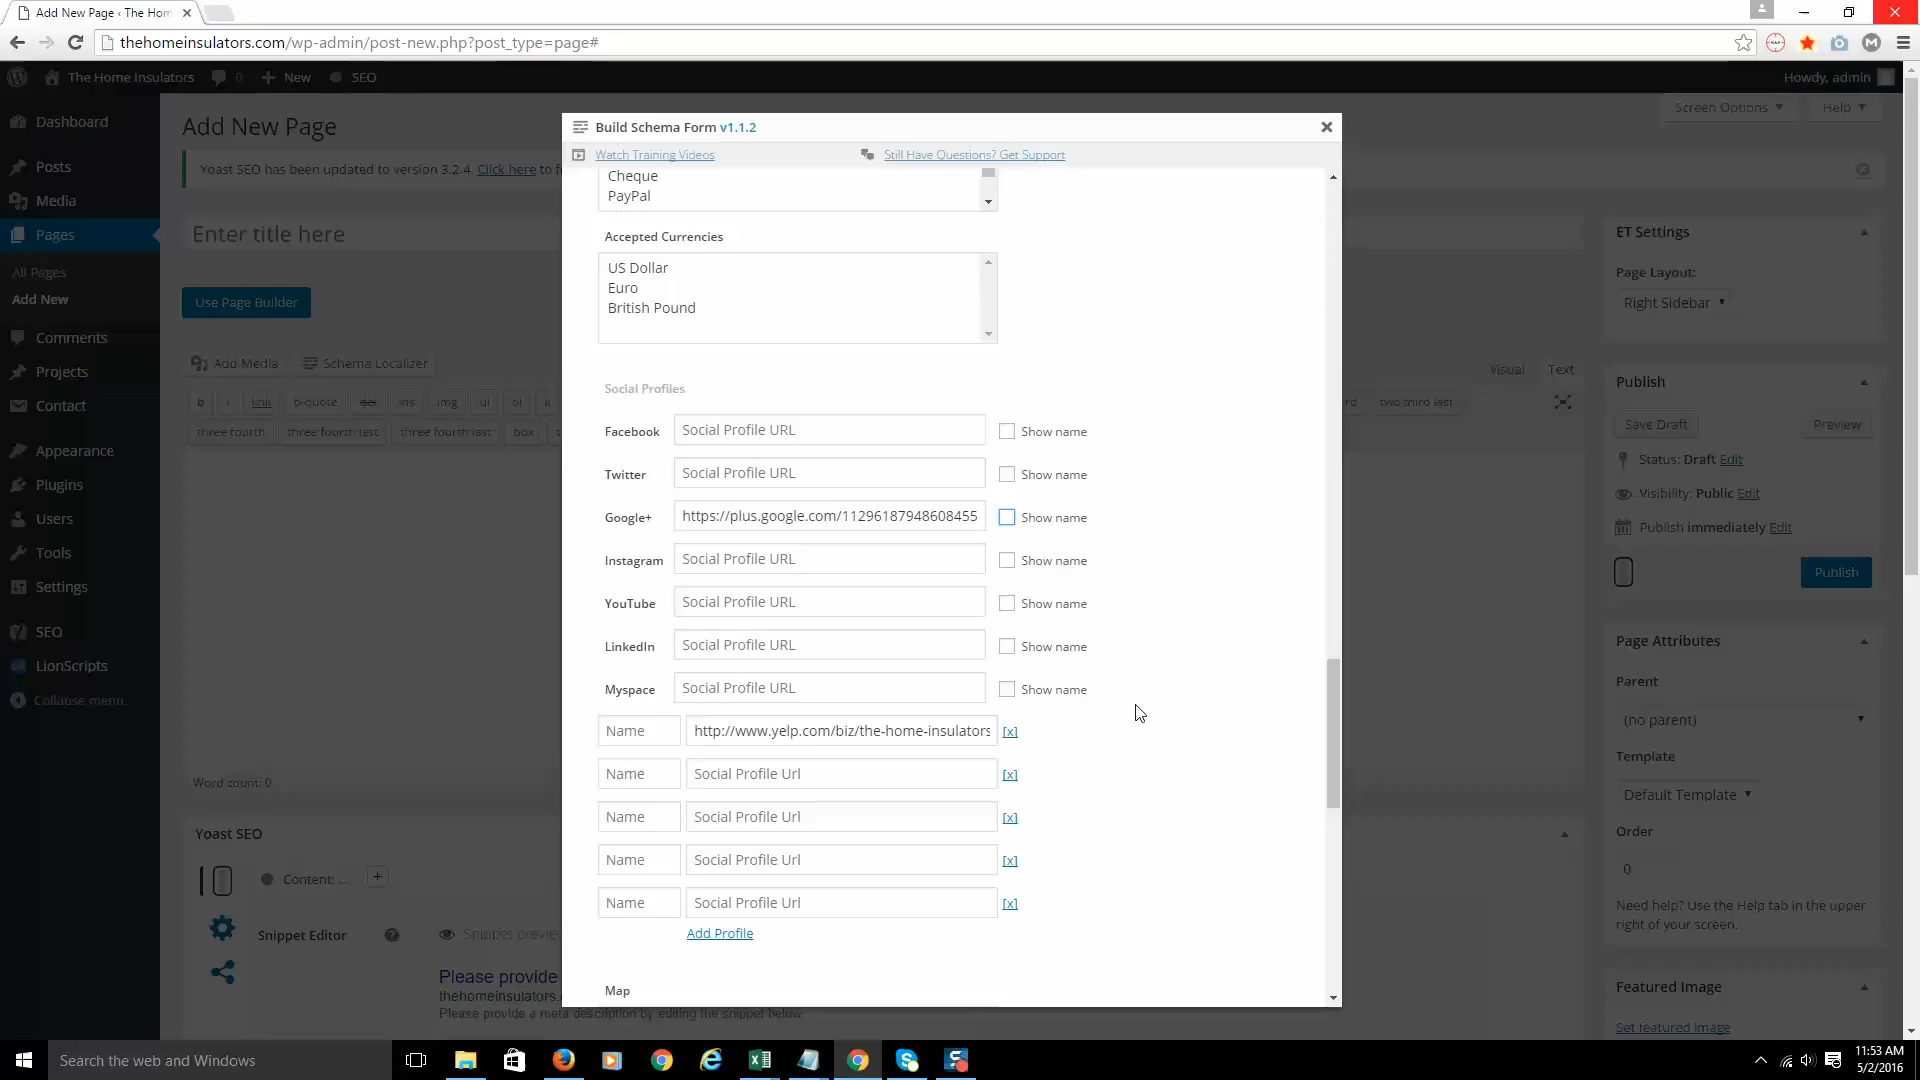 Add New Page ‹ The Hom
thehomeinsulators.com/wp-admin/post-new.php?post_type=page#
The Home Insulators 0 New SEO Howdy, admin
Screen Options Help
Dashboard
Posts
Media
Pages
All Pages
Add New
Comments
Projects
Contact
Appearance
Plugins
Users
Tools
Settings
SEO
LionScripts
Collapse menu
Add New Page
Yoast SEO has been updated to version 3.2.4. Click here to f
Enter title here
Use Page Builder
Add Media Schema Localizer
Visual Text
b i link b-quote del ins img ul ol li
two third last
three fourth three fourth last three fourth last box
Word count: 0
Yoast SEO
Content: ... +
Snippet Editor Snippet previe
Please provide
thehomeinsulators.
Please provide a meta description by editing the snippet below
Build Schema Form v1.1.2
Watch Training Videos Still Have Questions? Get Support
Cheque
PayPal
Accepted Currencies
US Dollar
Euro
British Pound
Social Profiles
Facebook Social Profile URL Show name
Twitter Social Profile URL Show name
Google+ https://plus.google.com/11296187948608455 Show name
Instagram Social Profile URL Show name
YouTube Social Profile URL Show name
LinkedIn Social Profile URL Show name
Myspace Social Profile URL Show name
Name http://www.yelp.com/biz/the-home-insulators [x]
Name Social Profile Url [x]
Name Social Profile Url [x]
Name Social Profile Url [x]
Name Social Profile Url [x]
Add Profile
Map
ET Settings
Page Layout:
Right Sidebar
Publish
Save Draft Preview
Status: Draft Edit
Visibility: Public Edit
Publish immediately Edit
Publish
Page Attributes
Parent
(no parent)
Template
Default Template
Order
0
Need help? Use the Help tab in the upper
right of your screen.
Featured Image
Set featured image
Search the web and Windows
11:53 AM
5/2/2016